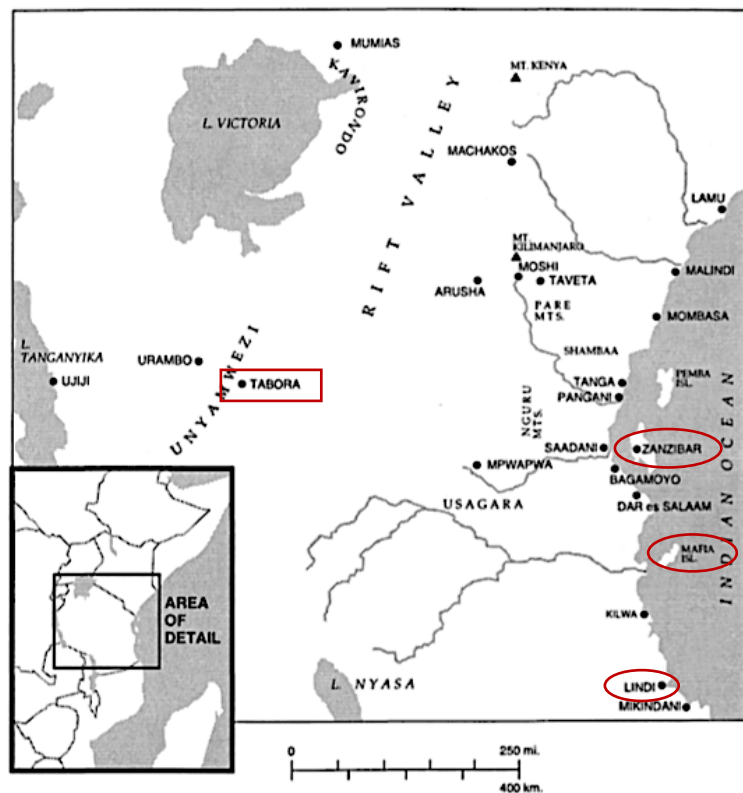 MUMIAS
KAVIRONDO
L. VICTORIA
MT. KENYA
RIFT VALLEY
MACHAKOS
LAMU
MT.
KILIMANJARO
MOSHI
ARUSHA
TAVETA
MALINDI
PARE
MTS.
MOMBASA
SHAMBAA
L.
TANGANYIKA
URAMBO
UJIJI
TABORA
UNYAMWEZI
TANGA
PANGANI
PEMBA
ISL.
NGURU
MTS.
SAADANI
ZANZIBAR
MPWAPWA
BAGAMOYO
USAGARA
DAR es SALAAM
INDIAN OCEAN
MAFIA
ISL.
KILWA
AREA
OF
DETAIL
L. NYASA
LINDI
MIKINDANI
0
250 mi.
400 km.